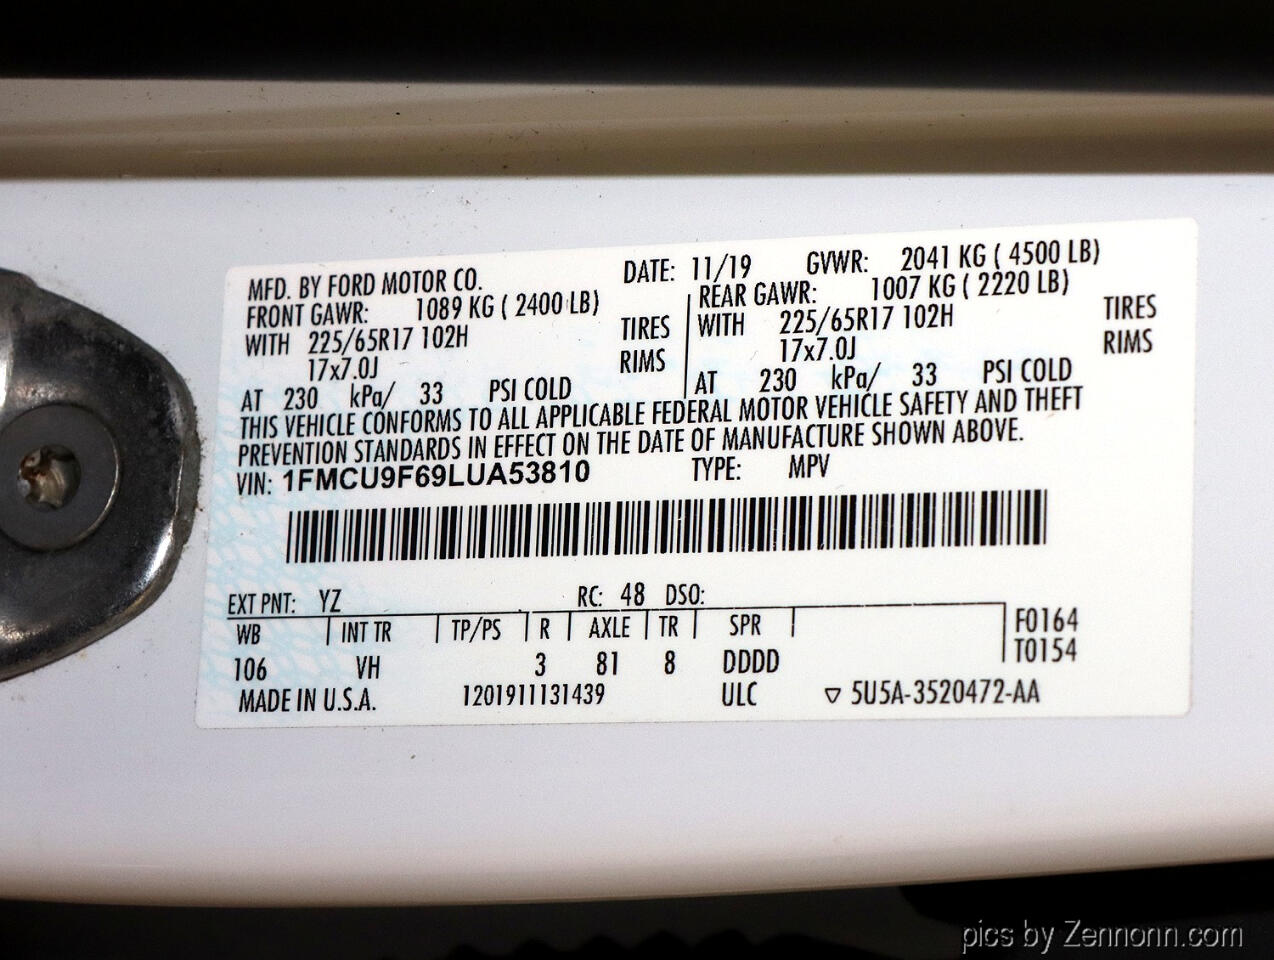 MFD. BY FORD MOTOR CO. DATE: 11/19 GVWR: 2041 KG ( 4500 LB)
FRONT GAWR: 1089 KG ( 2400 LB) REAR GAWR: 1007 KG ( 2220 LB)
WITH 225/65R17 102H TIRES WITH 225/65R17 102H TIRES
17x7.0J RIMS 17x7.0J RIMS
AT 230 kPa/ 33 PSI COLD AT 230 kPa/ 33 PSI COLD
THIS VEHICLE CONFORMS TO ALL APPLICABLE FEDERAL MOTOR VEHICLE SAFETY AND THEFT
PREVENTION STANDARDS IN EFFECT ON THE DATE OF MANUFACTURE SHOWN ABOVE.
VIN: 1FMCU9F69LUA53810 TYPE: MPV
EXT PNT: YZ RC: 48 DSO:
WB INT TR TP/PS R AXLE TR SPR F0164
T0154
106 VH 3 81 8 DDDD
MADE IN U.S.A. 1201911131439 ULC ▽ 5U5A-3520472-AA
pics by Zennonn.com